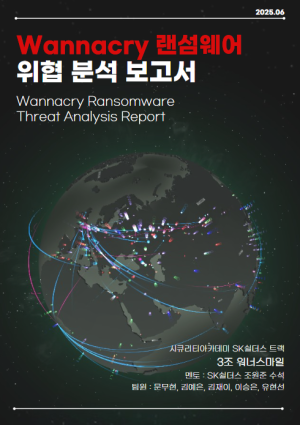 2025.06
Wannacry 랜섬웨어
위협 분석 보고서
Wannacry Ransomware
Threat Analysis Report
시큐리티아카데미 SK쉴더스 트랙
3조 워너스마일
멘토 : SK쉴더스 조원준 수석
팀원 : 문무현, 김예은, 김재이, 이승은, 유현선